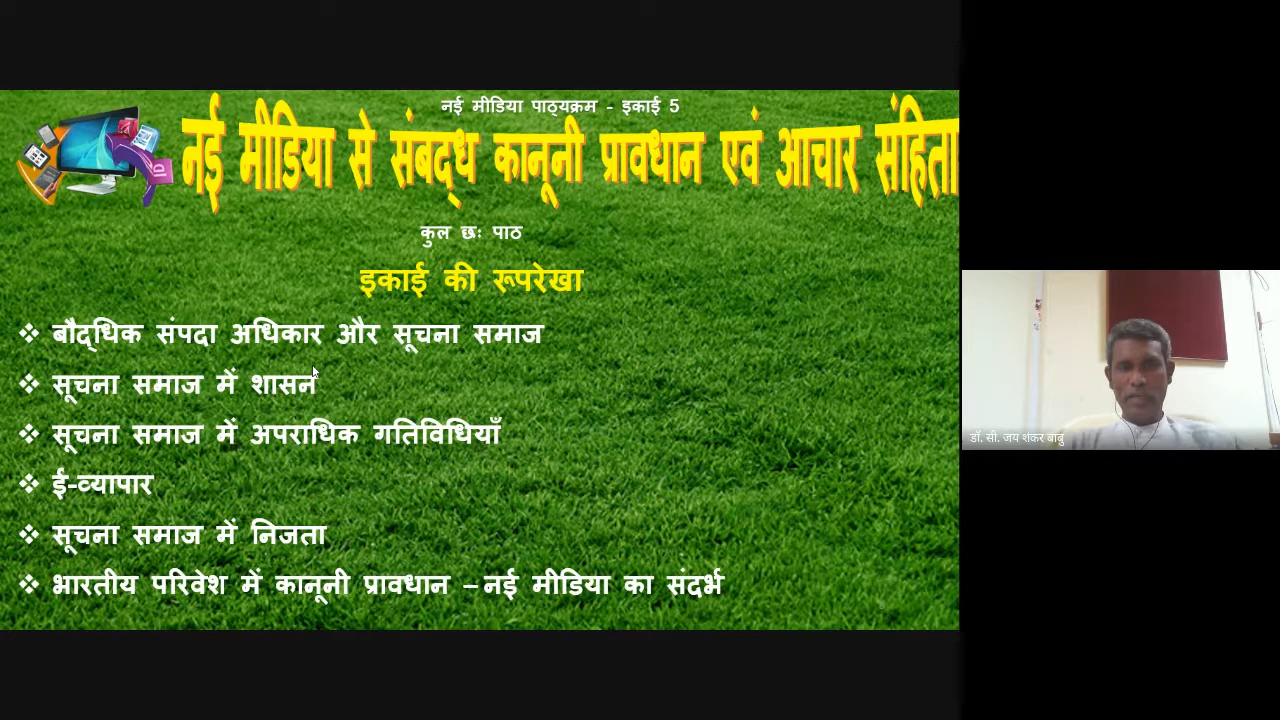 नई मीडिया पाठ्यक्रम - इकाई 5
नई मीडिया से संबद्ध कानूनी प्रावधान एवं आचार संहिता
कुल छः पाठ
इकाई की रूपरेखा
❖ बौद्धिक संपदा अधिकार और सूचना समाज
❖ सूचना समाज में शासन
❖ सूचना समाज में अपराधिक गतिविधियाँ
❖ ई-व्यापार
❖ सूचना समाज में निजता
❖ भारतीय परिवेश में कानूनी प्रावधान – नई मीडिया का संदर्भ
डॉ. सी. जय शंकर बाबु